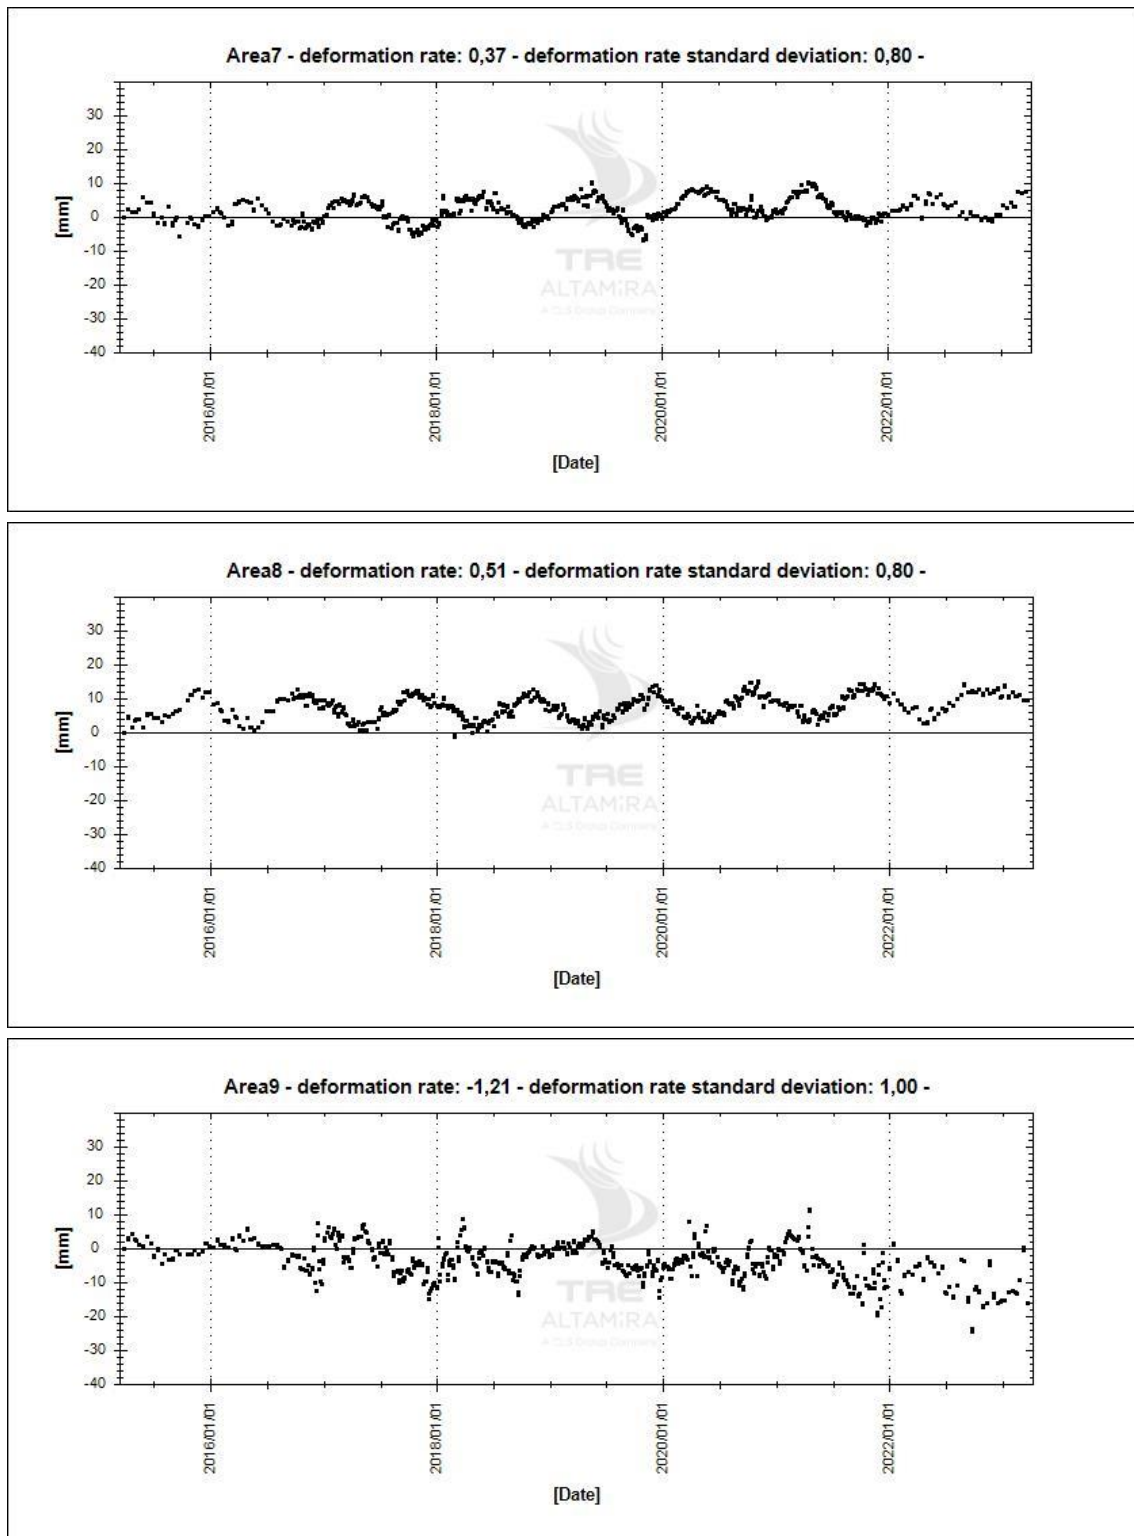 Area7 - deformation rate: 0,37 - deformation rate standard deviation: 0,80 -
30
20
10
0
-10
-20
-30
-40
[mm]
TRE
ALTAMiRA
2016/01/01
2018/01/01
2020/01/01
2022/01/01
[Date]
Area8 - deformation rate: 0,51 - deformation rate standard deviation: 0,80 -
30
20
10
0
-10
-20
-30
-40
[mm]
TRE
ALTAMiRA
2016/01/01
2018/01/01
2020/01/01
2022/01/01
[Date]
Area9 - deformation rate: -1,21 - deformation rate standard deviation: 1,00 -
30
20
10
0
-10
-20
-30
-40
[mm]
TRE
ALTAMiRA
2016/01/01
2018/01/01
2020/01/01
2022/01/01
[Date]